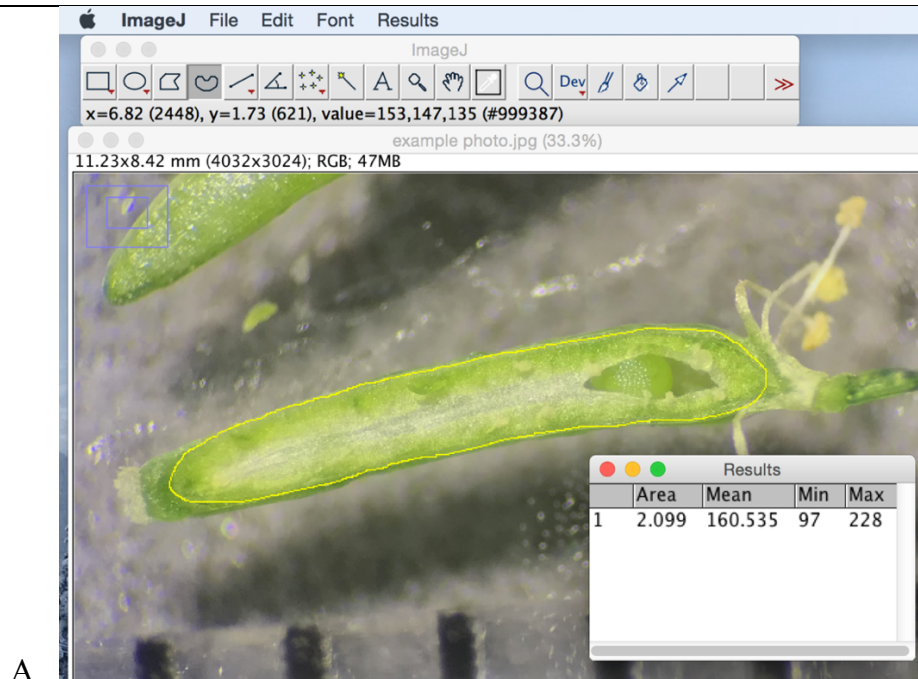 ImageJ File Edit Font Results
ImageJ
A Dev >>
x=6.82 (2448), y=1.73 (621), value=153,147,135 (#999387)
example photo.jpg (33.3%)
11.23x8.42 mm (4032x3024); RGB; 47MB
Results
Area Mean Min Max
1 2.099 160.535 97 228
A